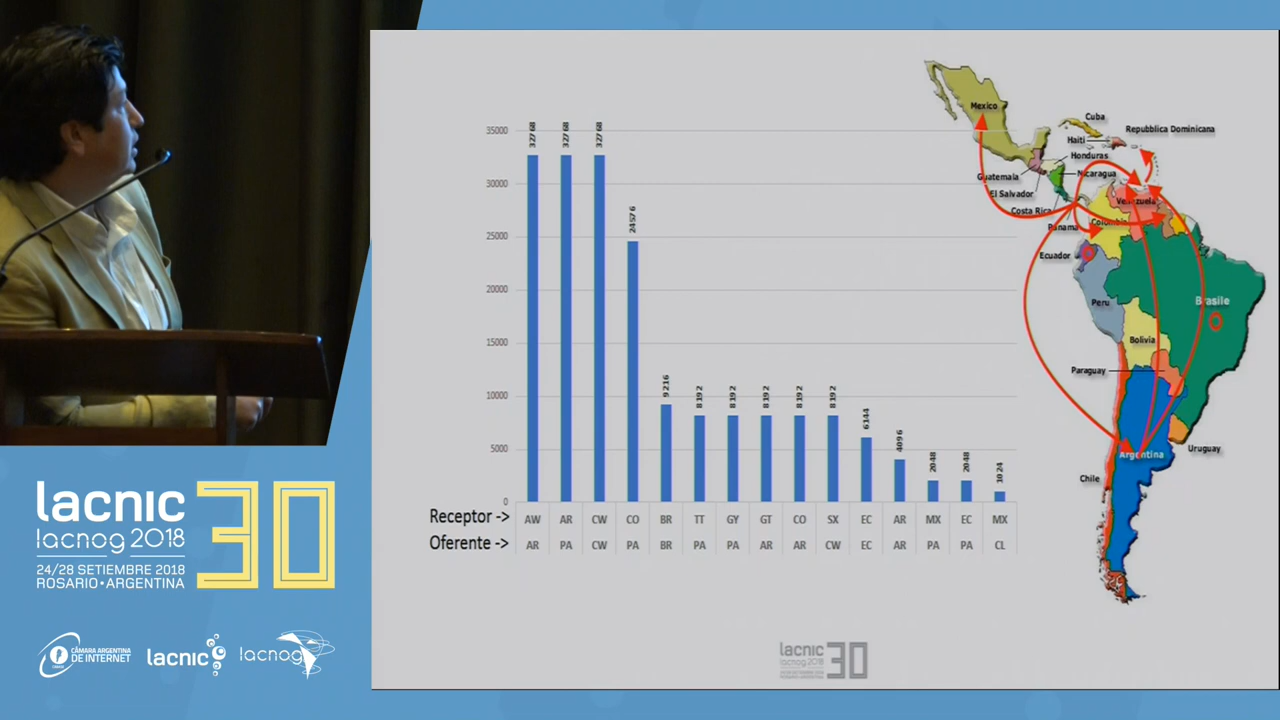 lacnic
lacnog 2018
30
24/28 SETIEMBRE 2018
ROSARIO•ARGENTINA
CÁMARA ARGENTINA
DE INTERNET
lacnic
lacnog
35000
30000
25000
20000
15000
10000
5000
0
32768 32768 32768 24576 9216 8192 8192 8192 8192 8192 6144 4096 2048 2048 1024
Receptor -> AW AR CW CO BR TT GY GT CO SX EC AR MX EC MX
Oferente -> AR PA CW PA BR PA PA AR AR CW EC AR PA PA CL
Mexico
Cuba
Repubblica Dominicana
Haiti
Honduras
Guatemala
Nicaragua
El Salvador
Costa Rica
Venezuela
Panama
Colombia
Ecuador
Peru
Brasile
Bolivia
Paraguay
Argentina
Uruguay
Chile
lacnic
lacnog 2018
30